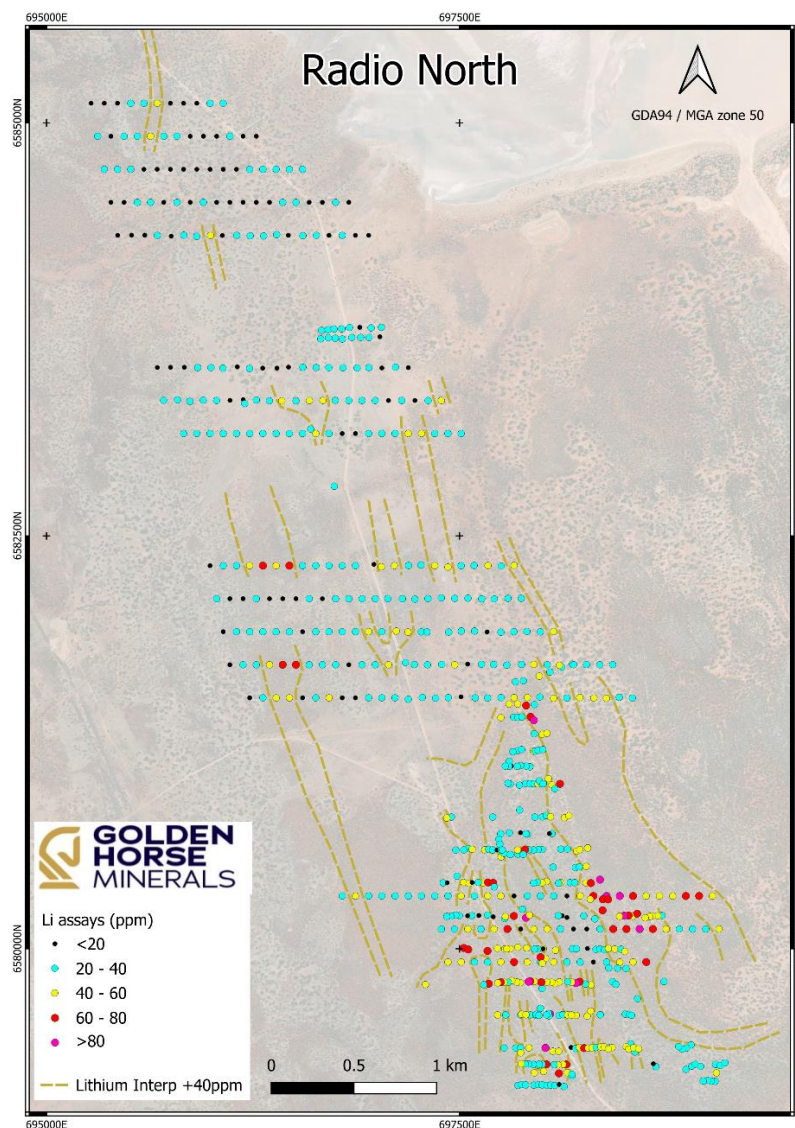 695000E
697500E
Radio North
GDA94 / MGA zone 50
6585000N
6582500N
6580000N
GOLDEN
HORSE
MINERALS
Li assays (ppm)
<20
20 - 40
40 - 60
60 - 80
>80
Lithium Interp +40ppm
0 0.5 1 km
695000E
697500E